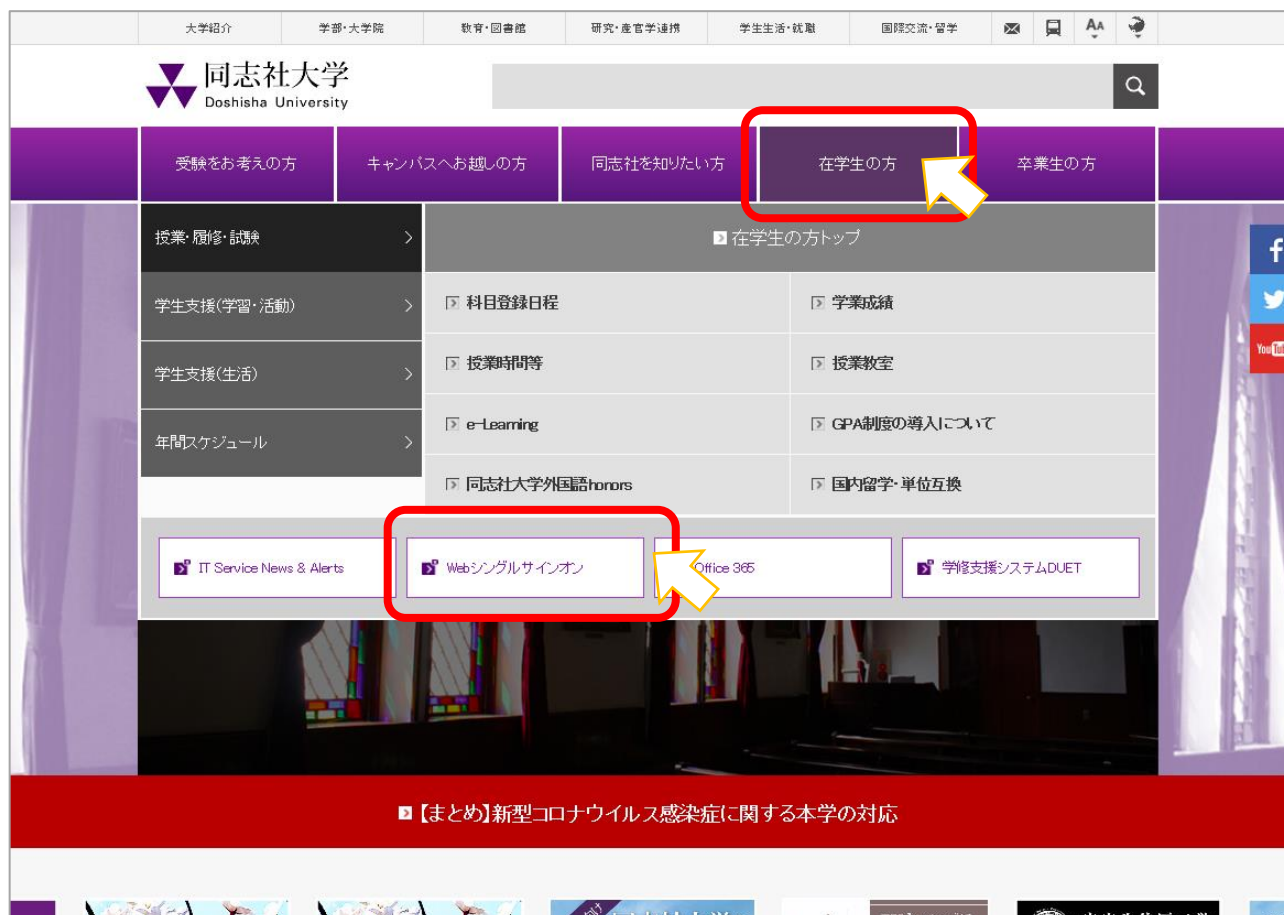 大学紹介
学部・大学院
教育・図書館
研究・産官学連携
学生生活・就職
国際交流・留学
AA
同志社大学
Doshisha University
受験をお考えの方
キャンパスへお越しの方
同志社を知りたい方
在学生の方
卒業生の方
授業・履修・試験
在学生の方トップ
学生支援(学習・活動)
科目登録日程
学業成績
学生支援(生活)
授業時間等
授業教室
年間スケジュール
e-Learning
GPA制度の導入について
同志社大学外国語honors
国内留学・単位互換
IT Service News & Alerts
Webシングルサインオン
Office 365
学修支援システムDUET
【まとめ】新型コロナウイルス感染症に関する本学の対応